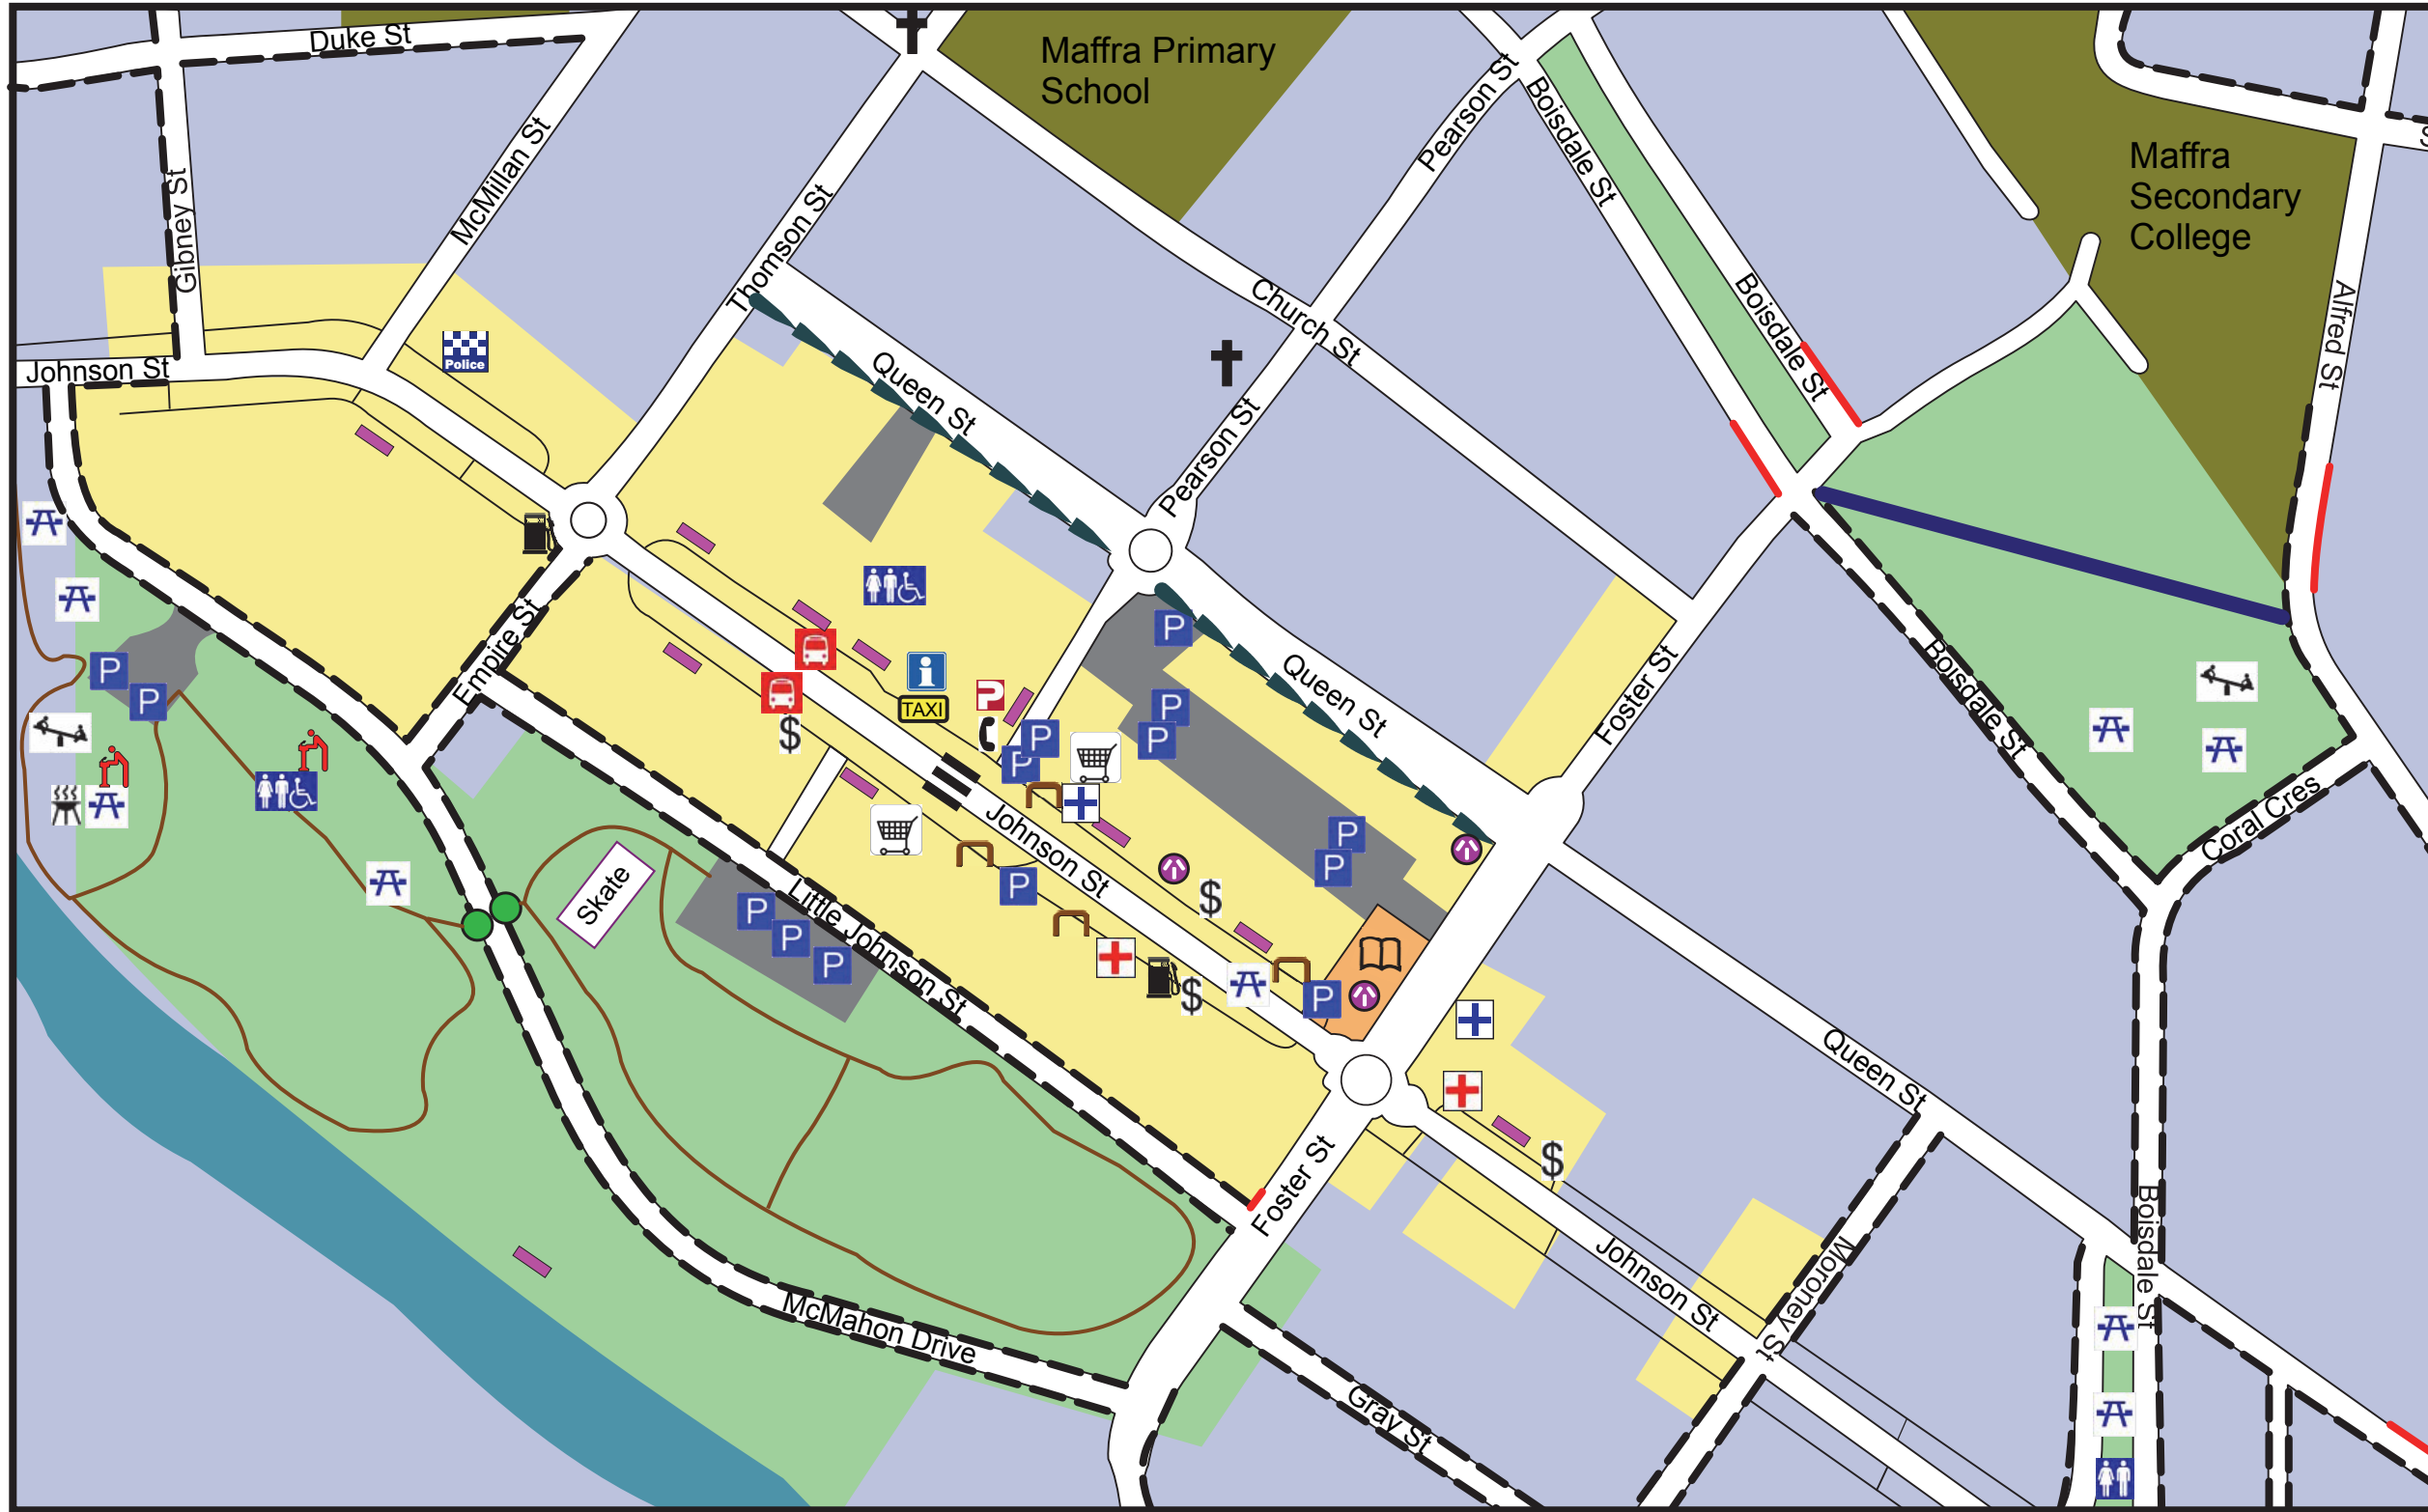 Duke St
Maffra Primary
School
Pearson St
Boisdale St
Maffra
Secondary
College
Gibney St
McMillan St
Thomson St
Church St
Boisdale St
Alfred St
Police
Johnson St
Queen St
Pearson St
Empire St
P
P
P
TAXI
P
P
P
P
P
$
Queen St
Foster St
Boisdale St
Coral Cres
Johnson St
P
P
Skate
Little Johnson St
P
P
P
P
$
$
P
Queen St
$
Foster St
Johnson St
Moroney St
Boisdale St
McMahon Drive
Gray St